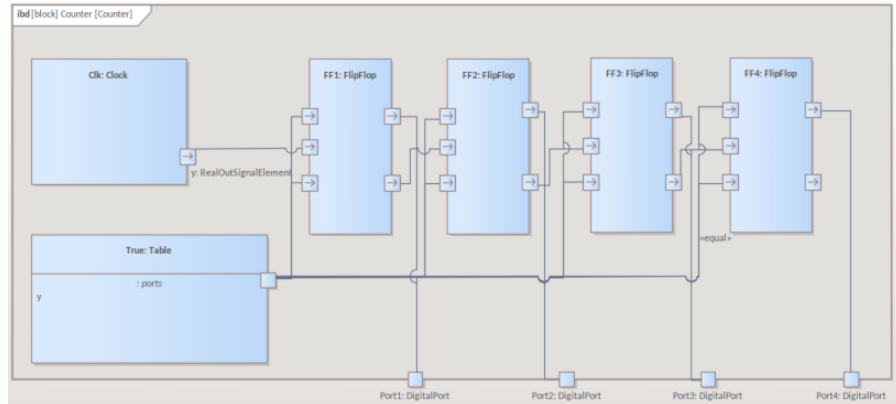 ibd [block] Counter [Counter]
Clk: Clock
FF1: FlipFlop
FF2: FlipFlop
FF3: FlipFlop
FF4: FlipFlop
y: RealOutSignalElement
«equal»
True: Table
: ports
y
Port1: DigitalPort
Port2: DigitalPort
Port3: DigitalPort
Port4: DigitalPort